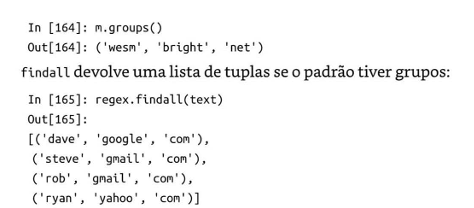 In [164]: m.groups()
Out[164]: ('wesm', 'bright', 'net')
findall devolve uma lista de tuplas se o padrão tiver grupos:
In [165]: regex.findall(text)
Out[165]:
[('dave', 'google', 'com'),
('steve', 'gmail', 'com'),
('rob', 'gmail', 'com'),
('ryan', 'yahoo', 'com')]